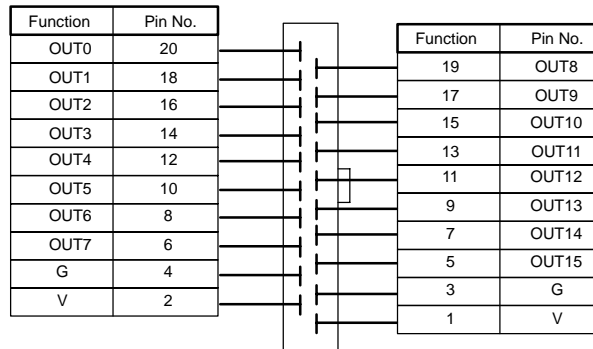 Function Pin No.
OUT0 20
OUT1 18
OUT2 16
OUT3 14
OUT4 12
OUT5 10
OUT6 8
OUT7 6
G 4
V 2
Function Pin No.
19 OUT8
17 OUT9
15 OUT10
13 OUT11
11 OUT12
9 OUT13
7 OUT14
5 OUT15
3 G
1 V